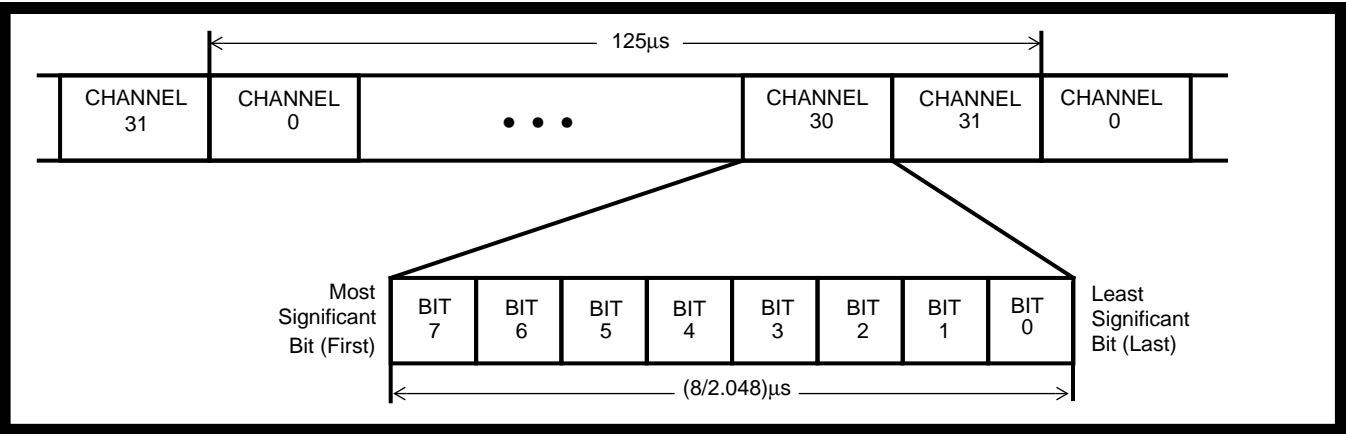 125μs
CHANNEL 31
CHANNEL 0
• • •
CHANNEL 30
CHANNEL 31
CHANNEL 0
Most
Significant
Bit (First)
BIT 7
BIT 6
BIT 5
BIT 4
BIT 3
BIT 2
BIT 1
BIT 0
Least
Significant
Bit (Last)
(8/2.048)μs